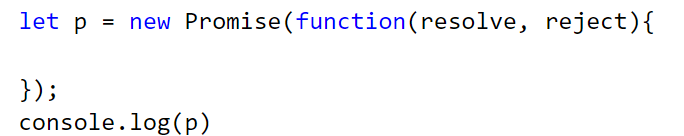 let p = new Promise(function(resolve, reject){
});
console.log(p)